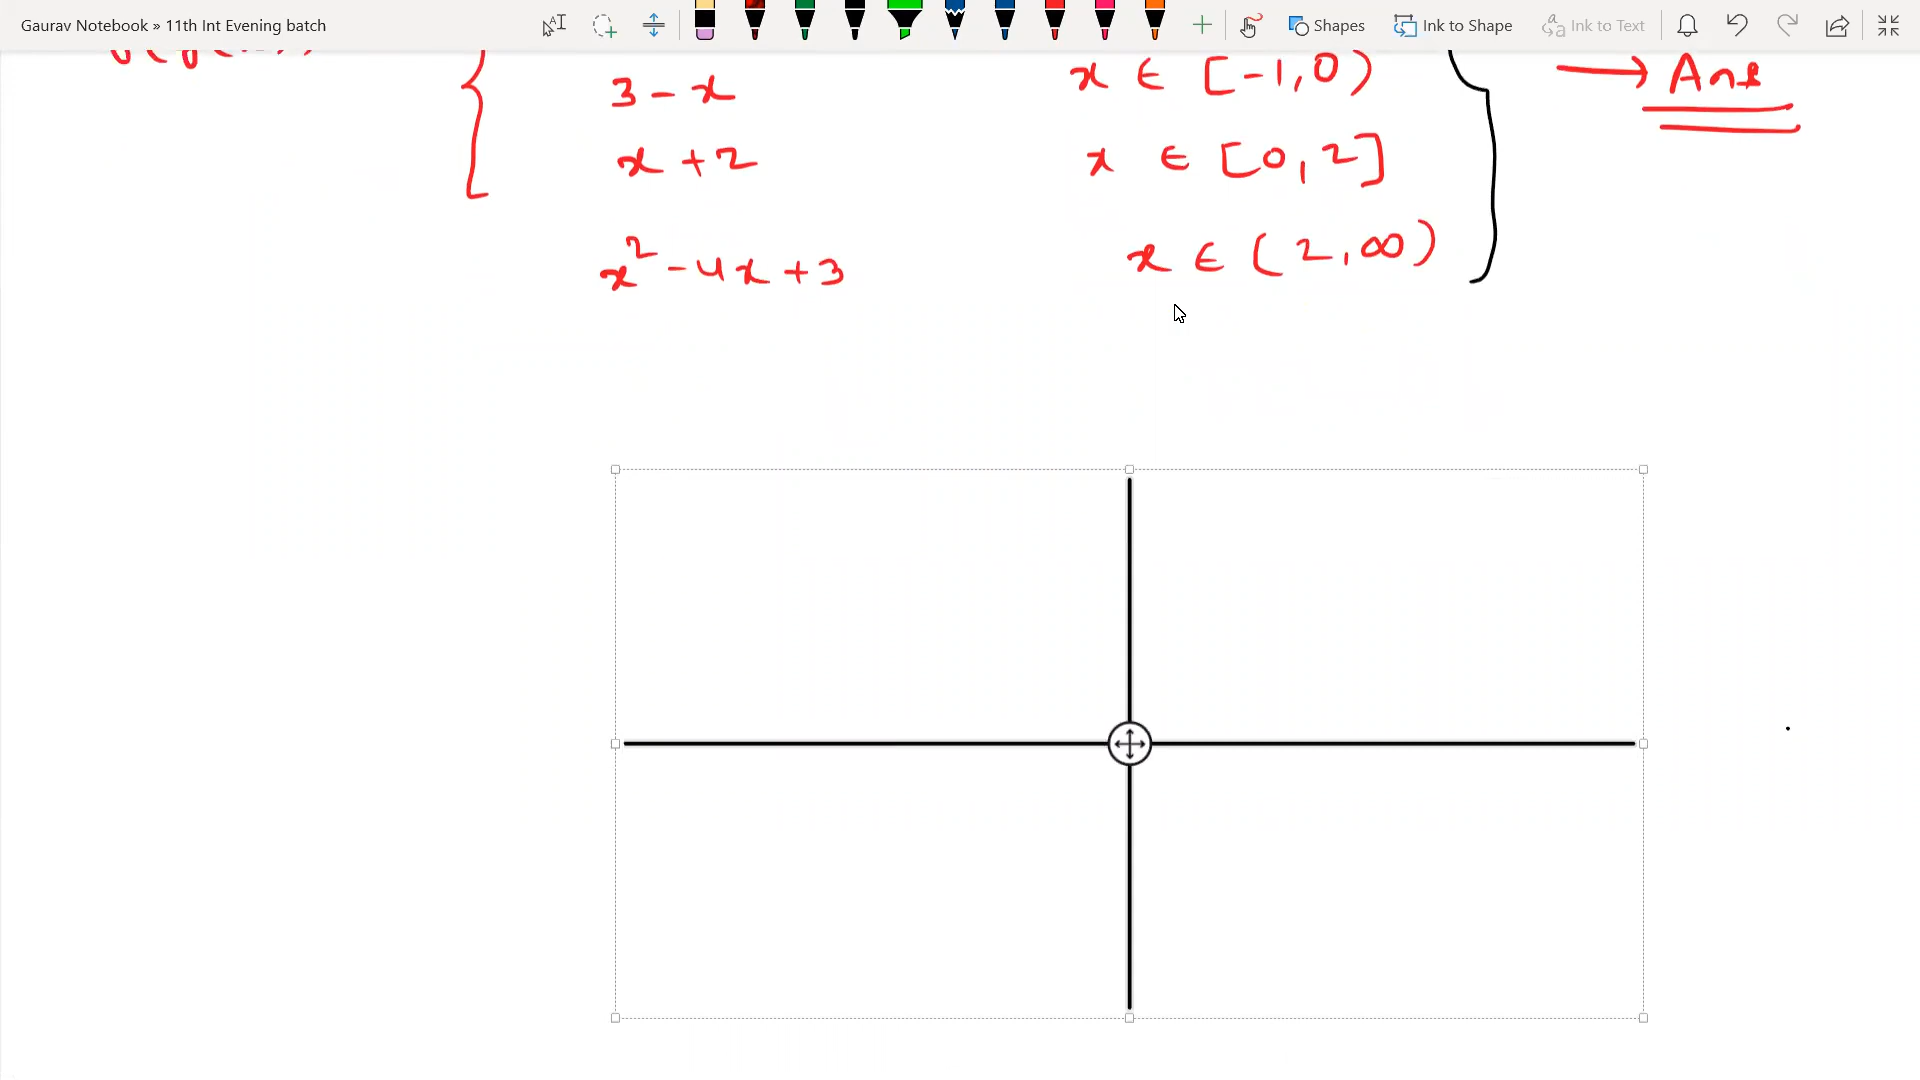 Gaurav Notebook » 11th Int Evening batch
Shapes
Ink to Shape
Ink to Text
3 - x x ∈ [-1, 0) → Ans
x + 2 x ∈ [0, 2]
x² - 4x + 3 x ∈ (2, ∞)